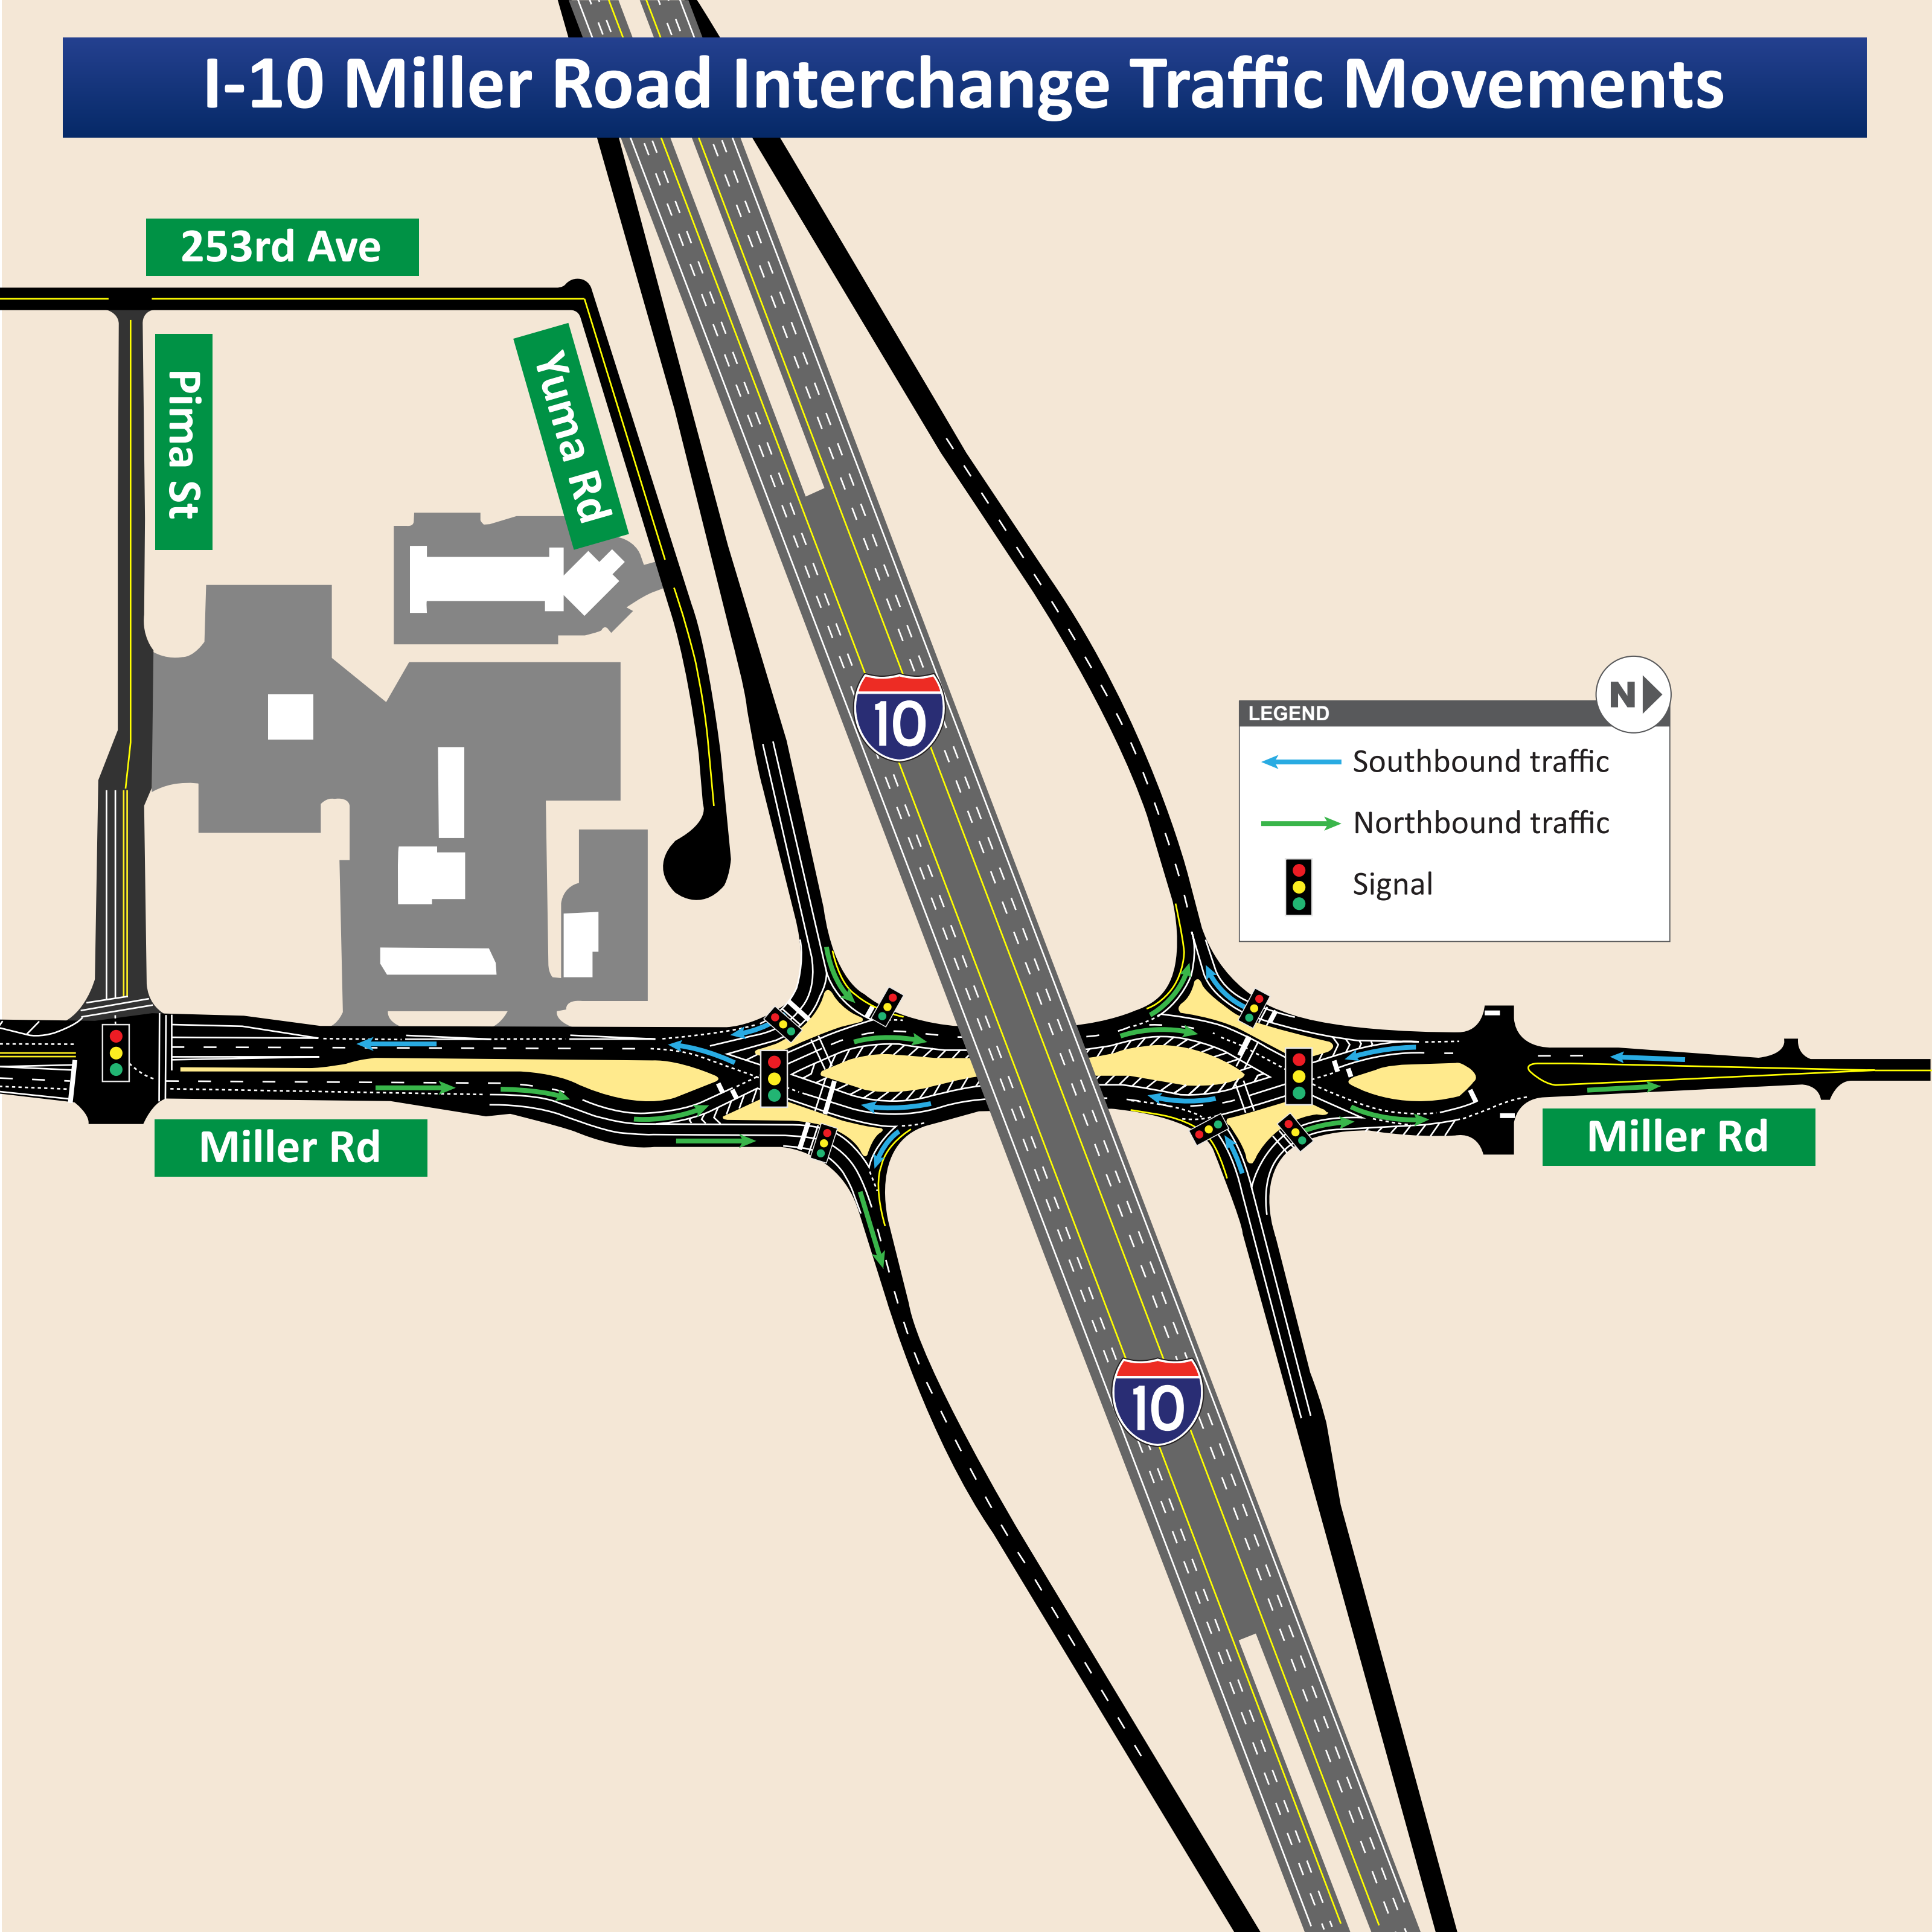 I-10 Miller Road Interchange Traffic Movements
253rd Ave
Pima St
Yuma Rd
10
N
LEGEND
Southbound traffic
Northbound traffic
Signal
Miller Rd
Miller Rd
10